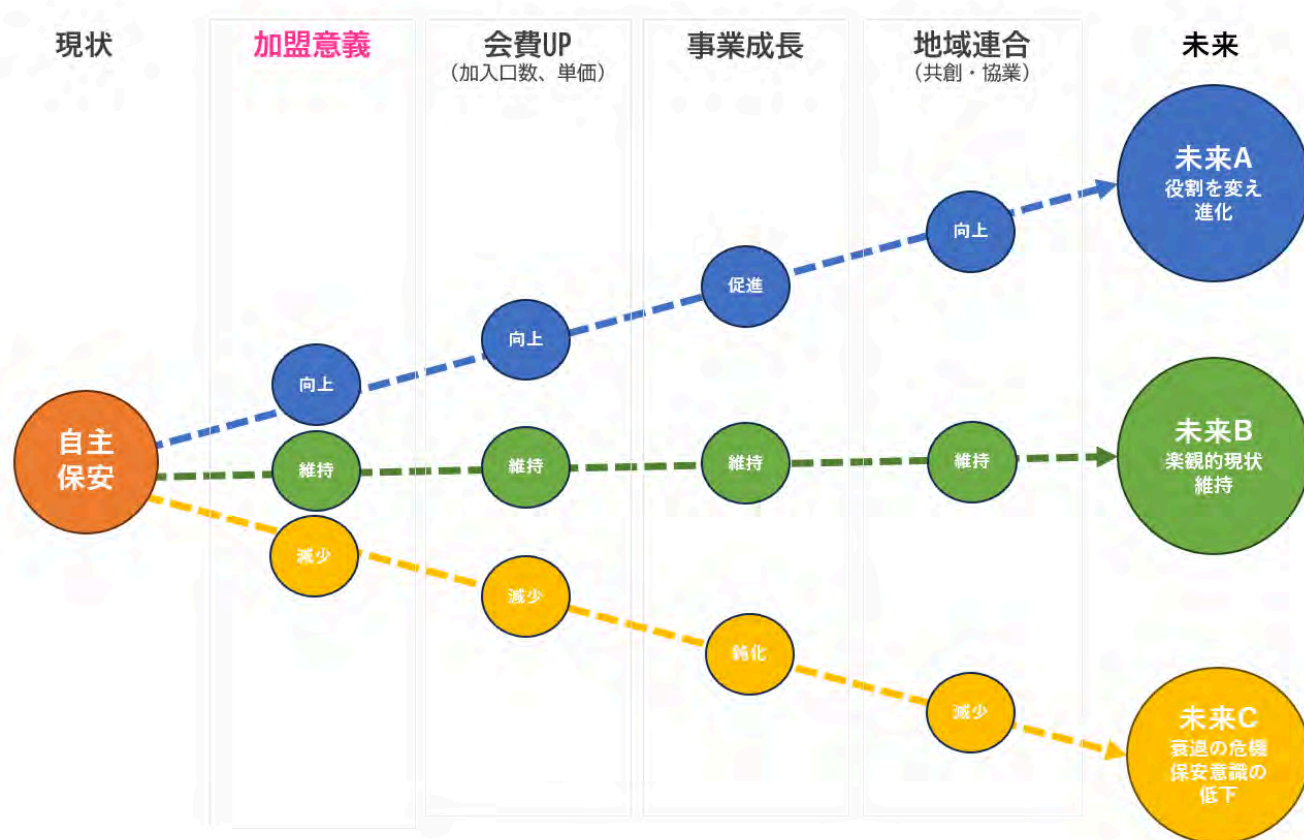 現状
加盟意義
会費UP
(加入口数、単価)
事業成長
地域連合
(共創・協業)
未来
未来A
役割を変え
進化
向上
促進
向上
向上
自主
保安
維持
維持
維持
維持
未来B
楽観的現状
維持
減少
減少
鈍化
減少
未来C
衰退の危機
保安意識の
低下